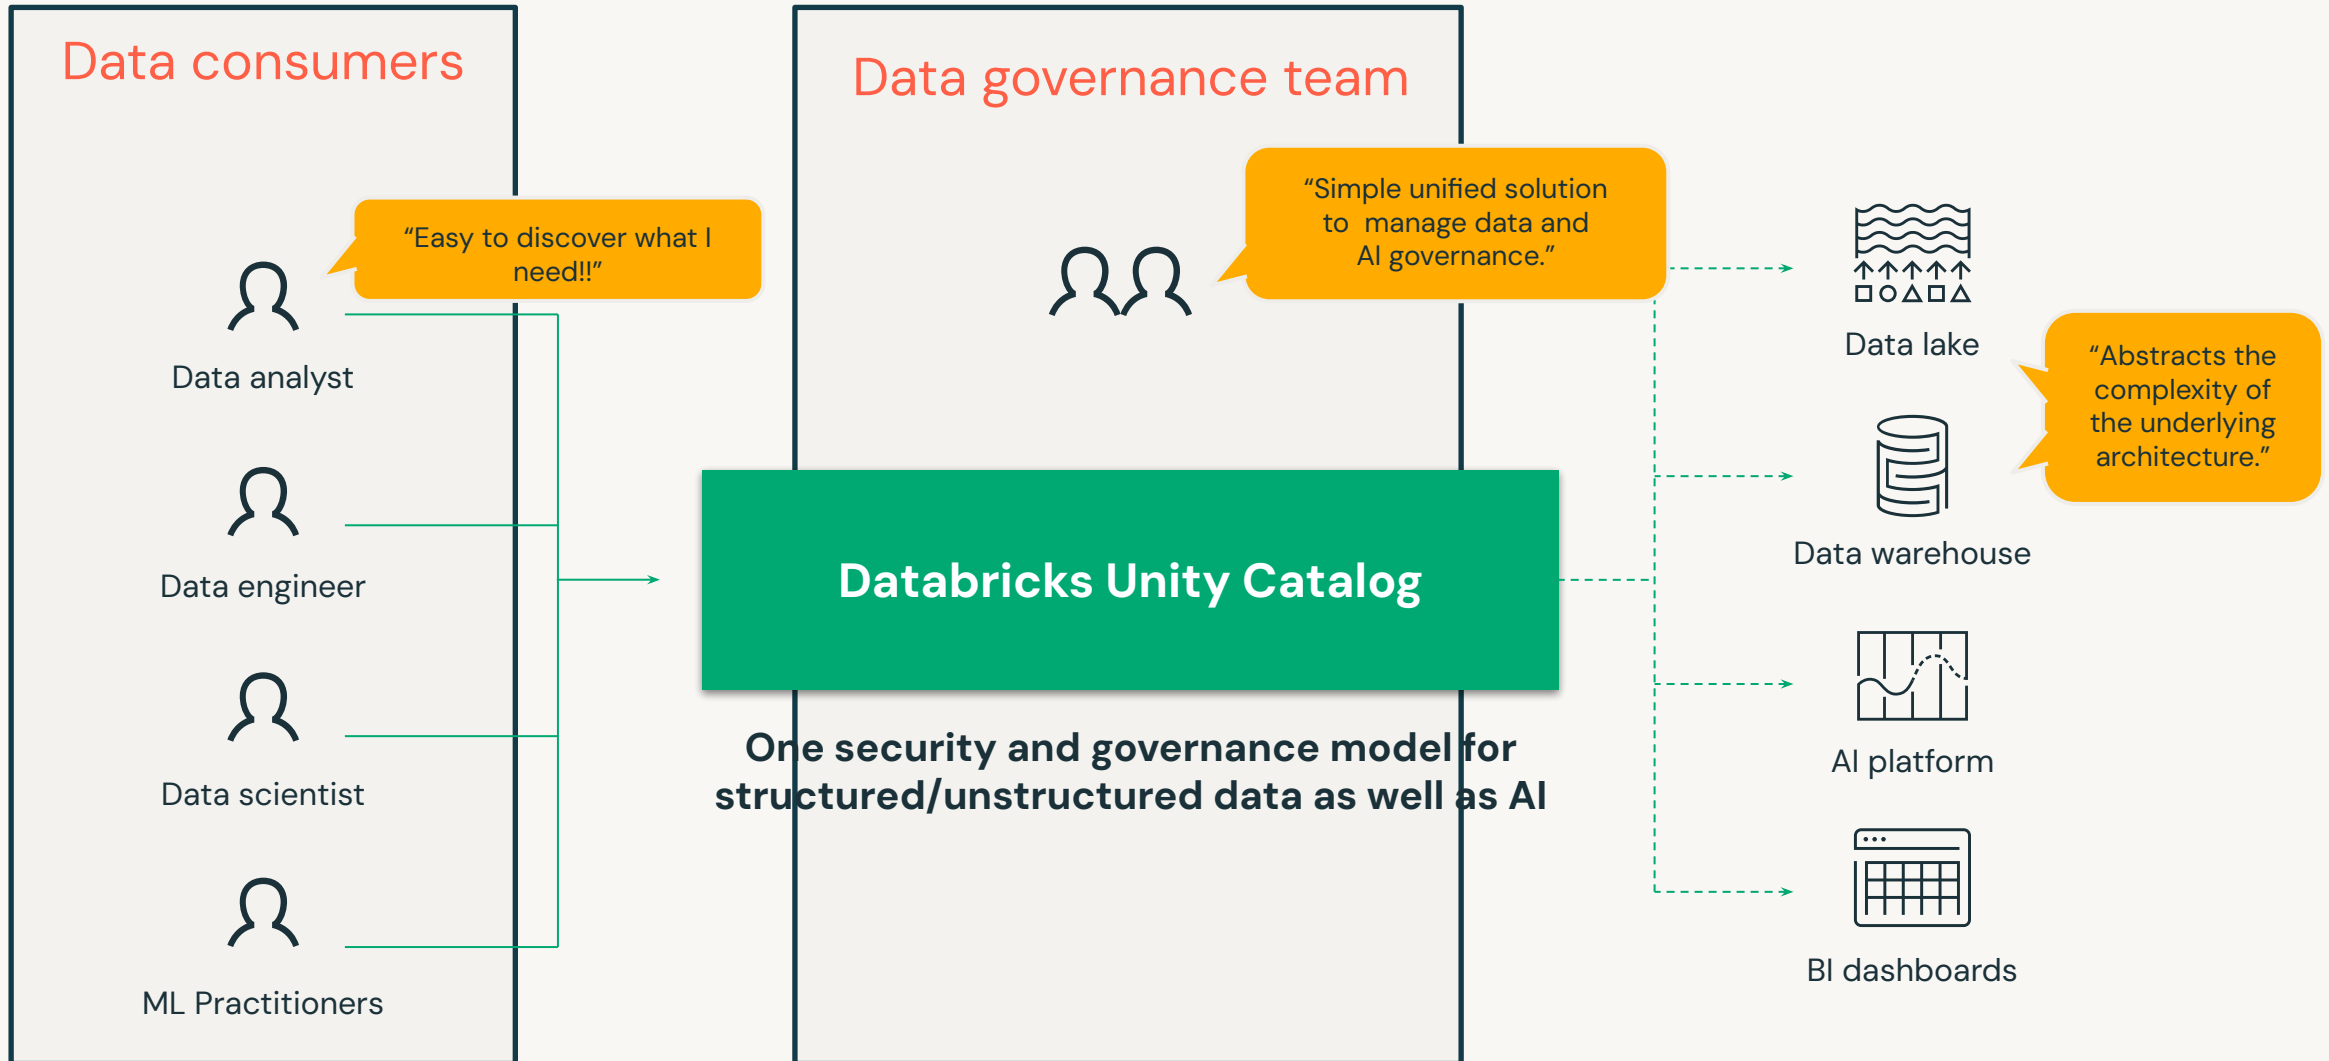 Data consumers
“Easy to discover what I
need!!”
Data analyst
Data engineer
Data scientist
ML Practitioners
Data governance team
“Simple unified solution
to  manage data and
AI governance.”
Databricks Unity Catalog
One security and governance model for
structured/unstructured data as well as AI
Data lake
“Abstracts the
complexity of
the underlying
architecture.”
Data warehouse
AI platform
BI dashboards